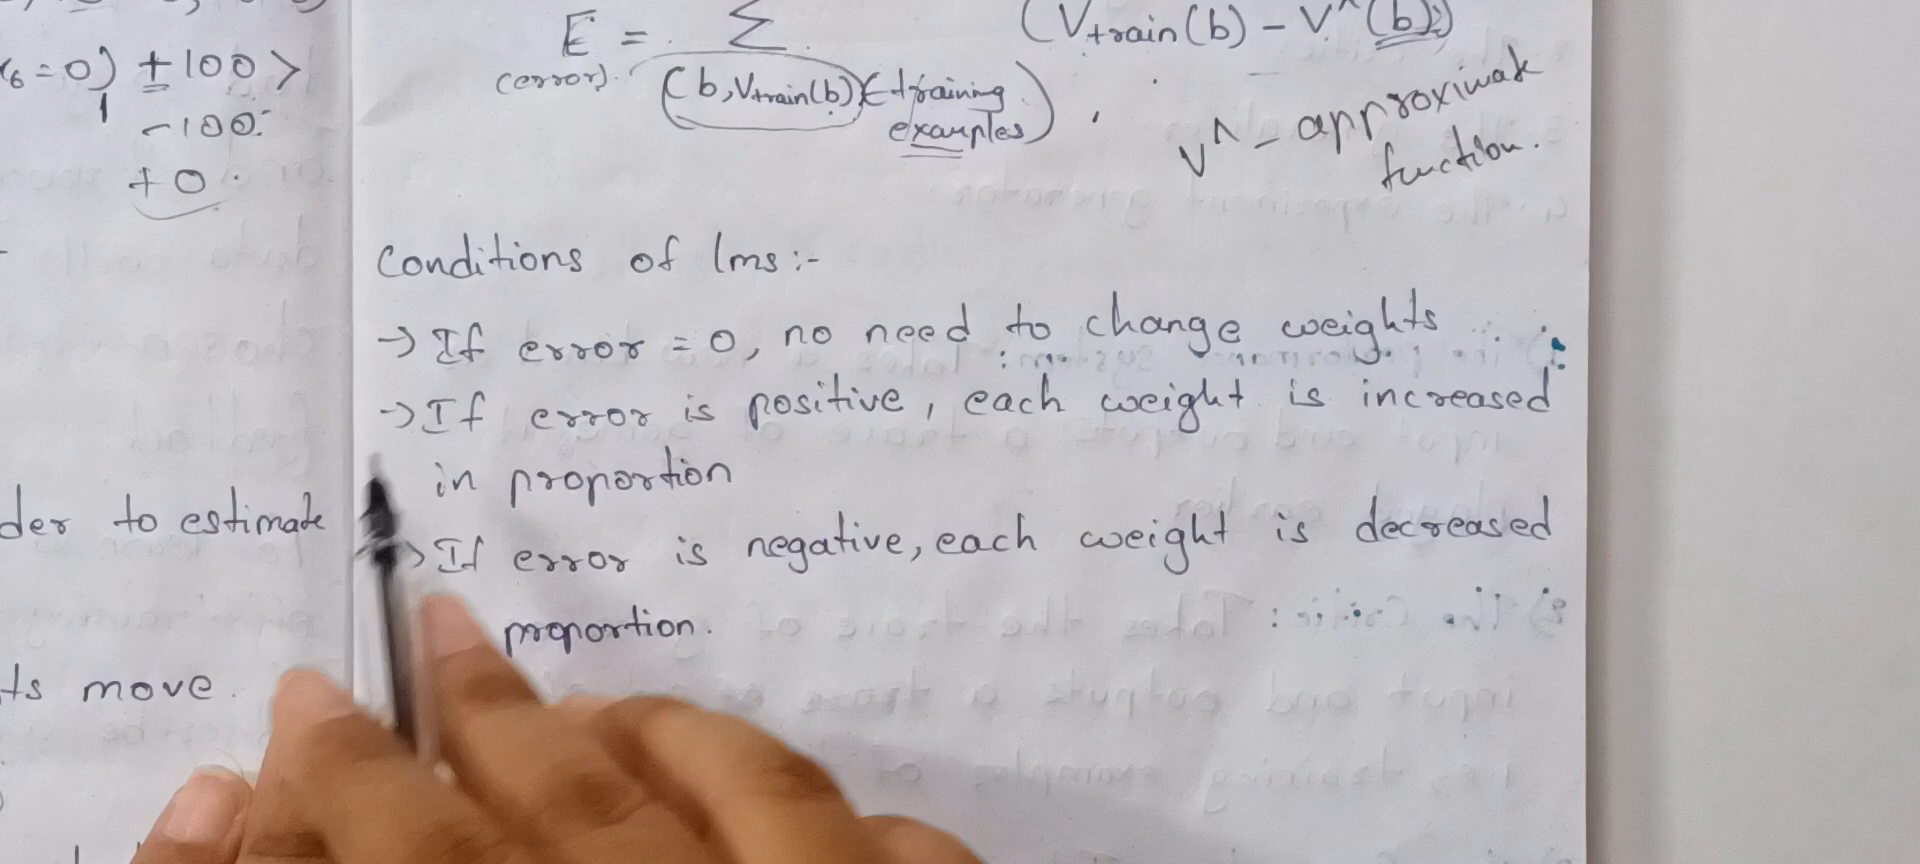 6=0) ±100>
-100
+0
der to estimate
ts move.
E = Σ (Vtrain(b) - V^(b))
(error). (b,Vtrain(b) ∈ training
examples)
V^ - approximate
function.
Conditions of lms:-
→ If error = 0, no need to change weights.
→ If error is positive, each weight is increased
in proportion
→ If error is negative, each weight is decreased
proportion.